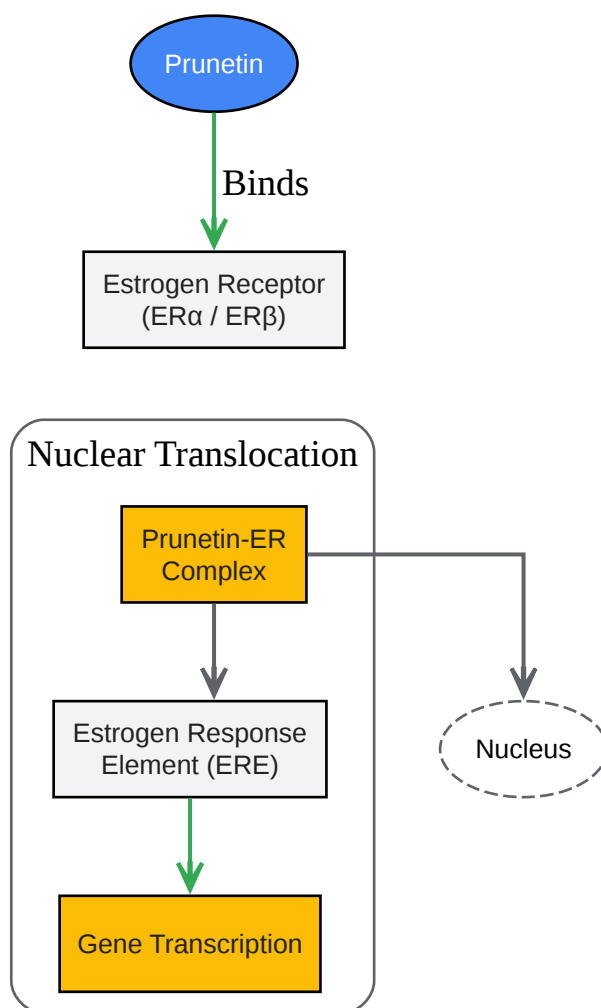 Prunetin
Binds
Estrogen Receptor
(ERα / ERβ)
Nuclear Translocation
Prunetin-ER
Complex
Estrogen Response
Element (ERE)
Nucleus
Gene Transcription